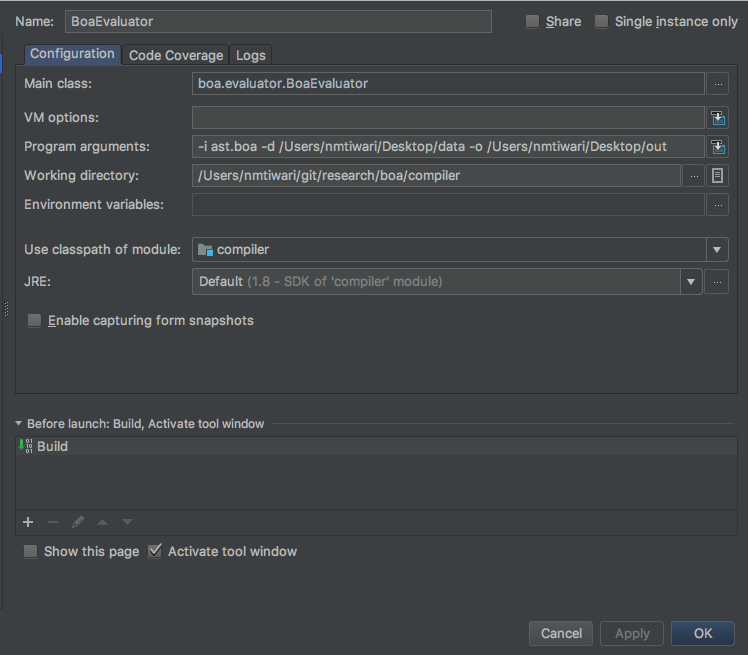 Name: BoaEvaluator Share Single instance only
Configuration Code Coverage Logs
Main class: boa.evaluator.BoaEvaluator ...
VM options:
Program arguments: -i ast.boa -d /Users/nmtiwari/Desktop/data -o /Users/nmtiwari/Desktop/out
Working directory: /Users/nmtiwari/git/research/boa/compiler ...
Environment variables: ...
Use classpath of module: compiler
JRE: Default (1.8 - SDK of 'compiler' module) ...
Enable capturing form snapshots
Before launch: Build, Activate tool window
Build
Show this page Activate tool window
Cancel Apply OK